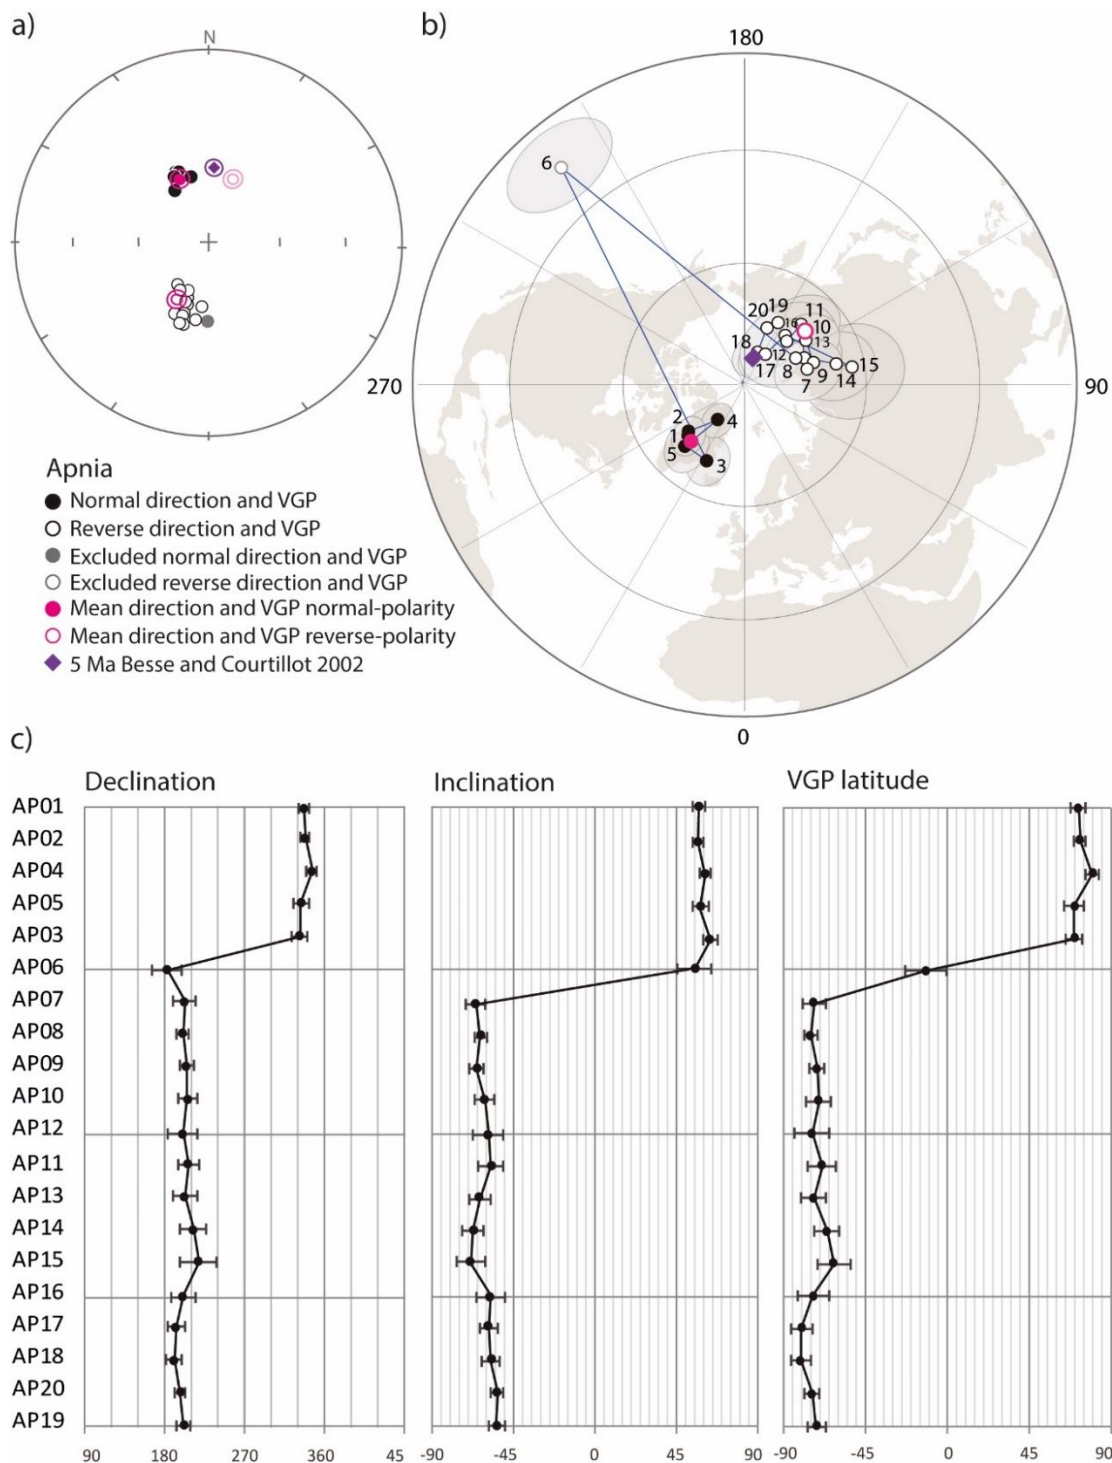 a)
N
b)
180
270
90
0
6
20
19
11
16
10
18
12
13
17
8
7
9
14
15
2
4
1
5
3
Apnia
Normal direction and VGP
Reverse direction and VGP
Excluded normal direction and VGP
Excluded reverse direction and VGP
Mean direction and VGP normal-polarity
Mean direction and VGP reverse-polarity
5 Ma Besse and Courtillot 2002
c)
Declination
Inclination
VGP latitude
AP01
AP02
AP04
AP05
AP03
AP06
AP07
AP08
AP09
AP10
AP12
AP11
AP13
AP14
AP15
AP16
AP17
AP18
AP20
AP19
90 180 270 360 45
-90 -45 0 45 90
-90 -45 0 45 90